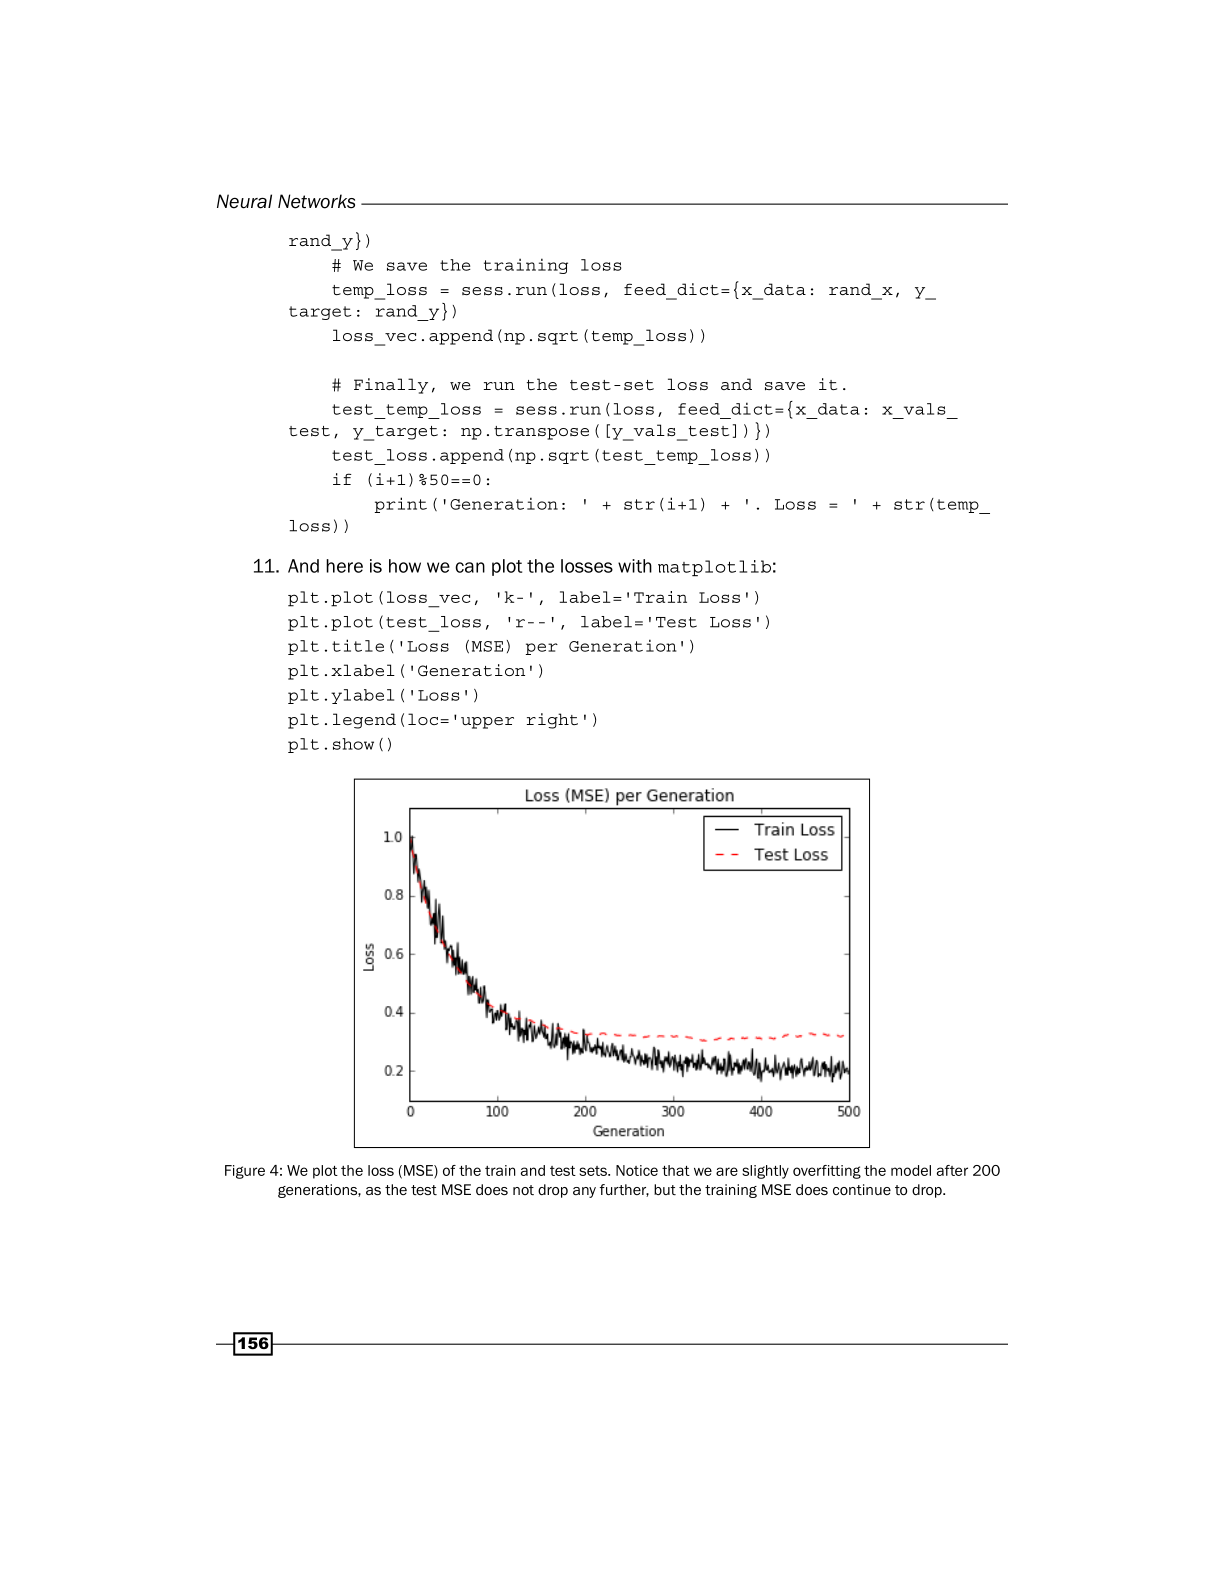 Neural Networks
rand_y})
    # We save the training loss
    temp_loss = sess.run(loss, feed_dict={x_data: rand_x, y_
target: rand_y})
    loss_vec.append(np.sqrt(temp_loss))
    # Finally, we run the test-set loss and save it.
    test_temp_loss = sess.run(loss, feed_dict={x_data: x_vals_
test, y_target: np.transpose([y_vals_test])})
    test_loss.append(np.sqrt(test_temp_loss))
    if (i+1)%50==0:
        print('Generation: ' + str(i+1) + '. Loss = ' + str(temp_
loss))
11. And here is how we can plot the losses with matplotlib:
plt.plot(loss_vec, 'k-', label='Train Loss')
plt.plot(test_loss, 'r--', label='Test Loss')
plt.title('Loss (MSE) per Generation')
plt.xlabel('Generation')
plt.ylabel('Loss')
plt.legend(loc='upper right')
plt.show()
Loss (MSE) per Generation
Train Loss
Test Loss
1.0
0.8
0.6
0.4
0.2
Loss
0 100 200 300 400 500
Generation
Figure 4: We plot the loss (MSE) of the train and test sets. Notice that we are slightly overfitting the model after 200
generations, as the test MSE does not drop any further, but the training MSE does continue to drop.
156